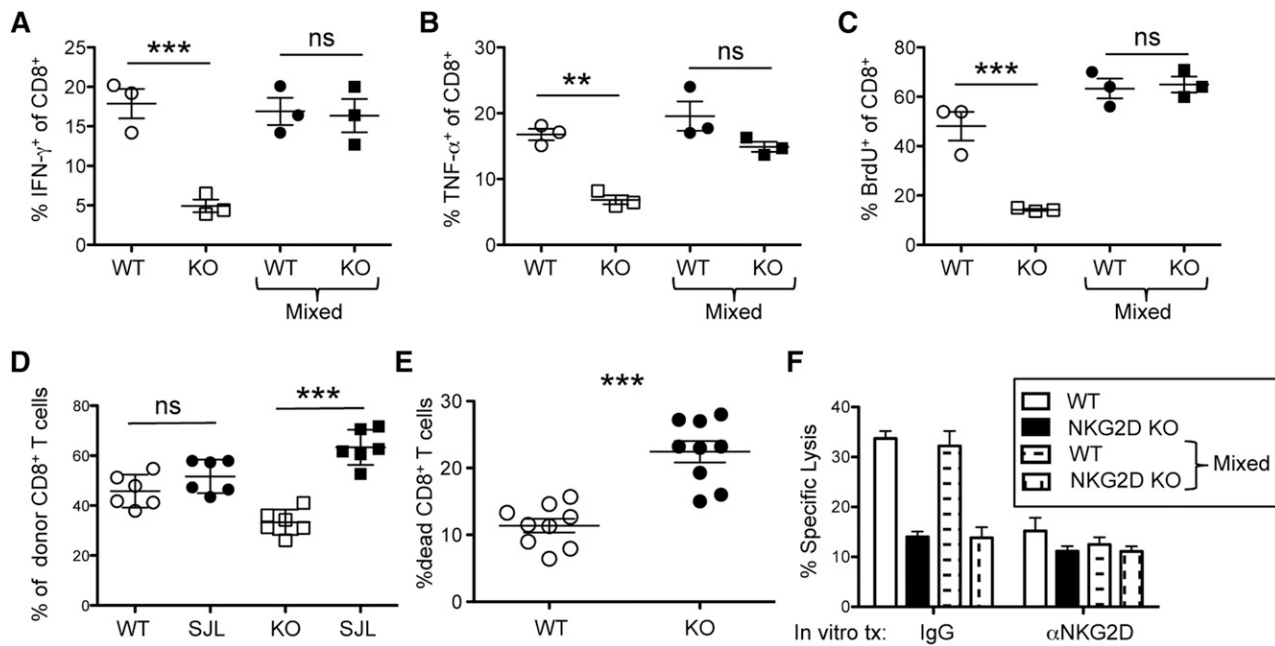 A
% IFN-γ⁺ of CD8⁺
25
20
15
10
5
0
***
ns
WT
KO
WT
KO
Mixed
B
% TNF-α⁺ of CD8⁺
30
20
10
0
**
ns
WT
KO
WT
KO
Mixed
C
% BrdU⁺ of CD8⁺
80
60
40
20
0
***
ns
WT
KO
WT
KO
Mixed
D
% of donor CD8⁺ T cells
80
60
40
20
0
ns
***
WT
SJL
KO
SJL
E
%dead CD8⁺ T cells
30
20
10
0
***
WT
KO
F
% Specific Lysis
40
30
20
10
0
WT
NKG2D KO
WT
NKG2D KO
Mixed
In vitro tx:
IgG
αNKG2D